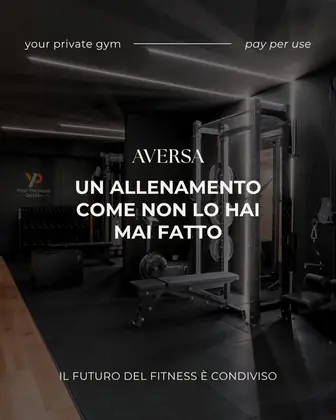 your private gym
pay per use
AVERSA
UN ALLENAMENTO
COME NON LO HAI
MAI FATTO
IL FUTURO DEL FITNESS È CONDIVISO